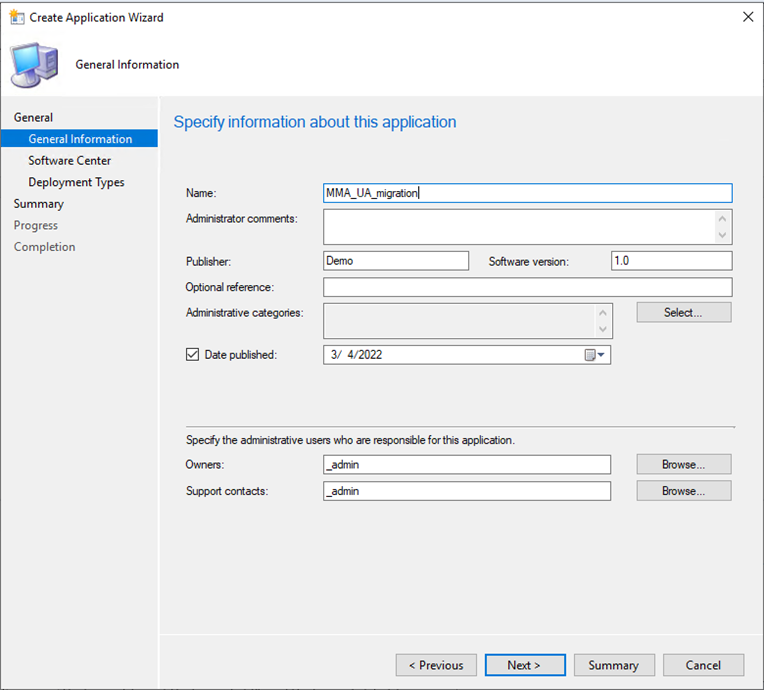 Create Application Wizard
General Information
General
General Information
Software Center
Deployment Types
Summary
Progress
Completion
Specify information about this application
Name: MMA_UA_migration
Administrator comments:
Publisher: Demo Software version: 1.0
Optional reference:
Administrative categories: Select...
Date published: 3/ 4/2022
Specify the administrative users who are responsible for this application.
Owners: _admin Browse...
Support contacts: _admin Browse...
< Previous Next > Summary Cancel